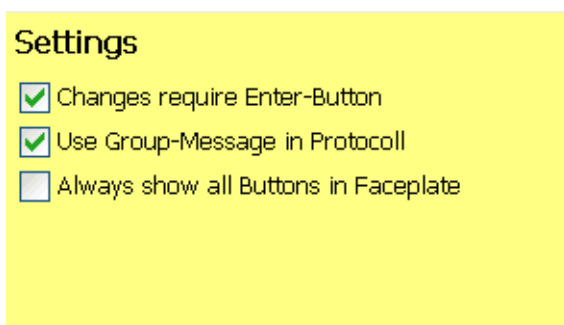 Settings
Changes require Enter-Button
Use Group-Message in Protocoll
Always show all Buttons in Faceplate